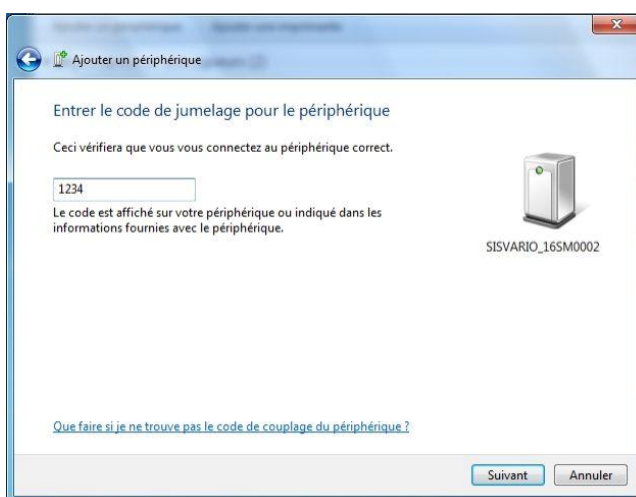 Ajouter un périphérique
Entrer le code de jumelage pour le périphérique
Ceci vérifiera que vous vous connectez au périphérique correct.
1234
Le code est affiché sur votre périphérique ou indiqué dans les
informations fournies avec le périphérique.
SISVARIO_16SM0002
Que faire si je ne trouve pas le code de couplage du périphérique ?
Suivant
Annuler